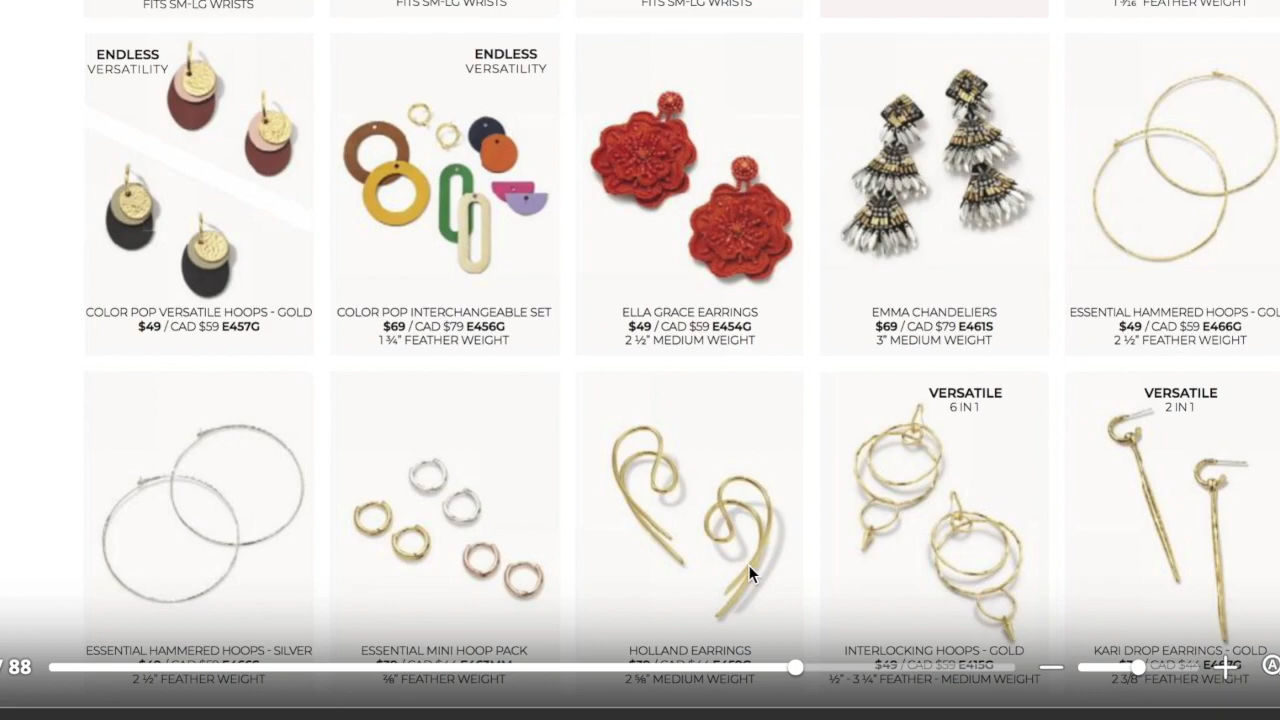 FITS SM-LG WRISTS
FITS SM-LG WRISTS
FITS SM-LG WRISTS
FEATHER WEIGHT
ENDLESS
VERSATILITY
COLOR POP VERSATILE HOOPS - GOLD
$49 / CAD $59 E457G
ENDLESS
VERSATILITY
COLOR POP INTERCHANGEABLE SET
$69 / CAD $79 E456G
1 ¾" FEATHER WEIGHT
ELLA GRACE EARRINGS
$49 / CAD $59 E454G
2 ½" MEDIUM WEIGHT
EMMA CHANDELIERS
$69 / CAD $79 E461S
3" MEDIUM WEIGHT
ESSENTIAL HAMMERED HOOPS - GOL
$49 / CAD $59 E466G
2 ½" FEATHER WEIGHT
ESSENTIAL HAMMERED HOOPS - SILVER
2 ½" FEATHER WEIGHT
ESSENTIAL MINI HOOP PACK
⅜" FEATHER WEIGHT
HOLLAND EARRINGS
2 ⅝" MEDIUM WEIGHT
VERSATILE
6 IN 1
INTERLOCKING HOOPS - GOLD
$49 / CAD $59 E415G
½" - 3 ¼" FEATHER - MEDIUM WEIGHT
VERSATILE
2 IN 1
KARI DROP EARRINGS - GOLD
2 3/8" FEATHER WEIGHT
/ 88
A